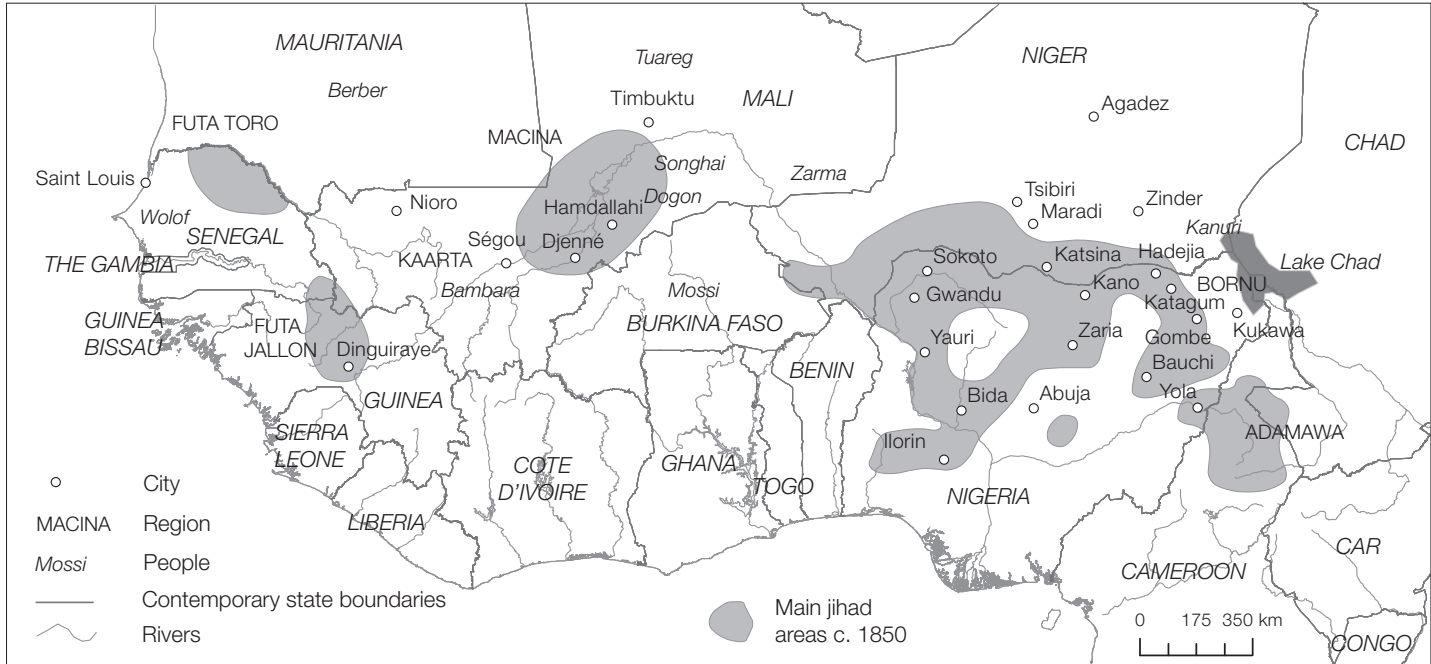 MAURITANIA
Berber
Tuareg
Timbuktu
MALI
NIGER
Agadez
CHAD
FUTA TORO
MACINA
Songhai
Zarma
Saint Louis
Wolof
SENEGAL
Nioro
Hamdallahi
Dogon
Tsibiri
Maradi
Zinder
Kanuri
THE GAMBIA
KAARTA
Ségou
Djenné
Bambara
Mossi
Sokoto
Katsina
Hadejia
Lake Chad
Gwandu
Kano
BORNU
Katagum
Kukawa
GUINEA
BISSAU
FUTA
JALLON
Dinguiraye
BURKINA FASO
Yauri
Zaria
Gombe
Bauchi
BENIN
Yola
GUINEA
Bida
Abuja
SIERRA
LEONE
Ilorin
ADAMAWA
COTE
D'IVOIRE
GHANA
TOGO
NIGERIA
LIBERIA
CAMEROON
CAR
CONGO
City
MACINA
Region
Mossi
People
Contemporary state boundaries
Rivers
Main jihad
areas c. 1850
0 175 350 km